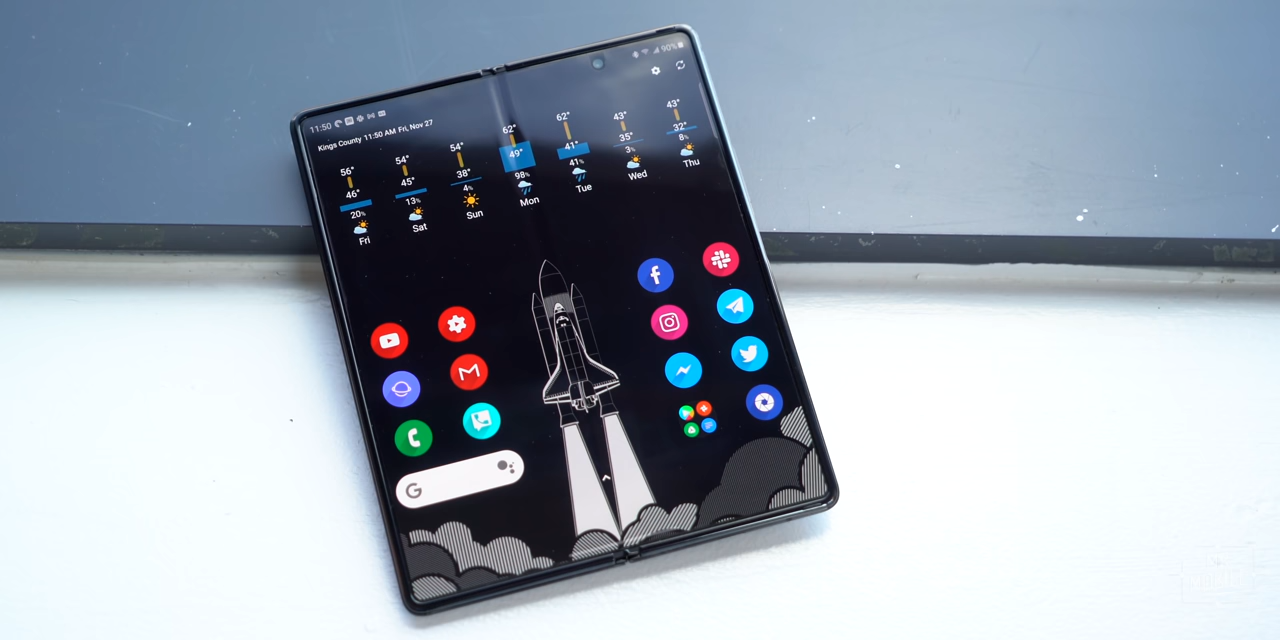 11:50
90%
Kings County 11:50 AM Fri, Nov 27
56° 54° 54° 62° 62° 43° 43°
46° 45° 38° 49° 41° 35° 32°
20% 13% 4% 98% 41% 3% 8%
Fri Sat Sun Mon Tue Wed Thu
G